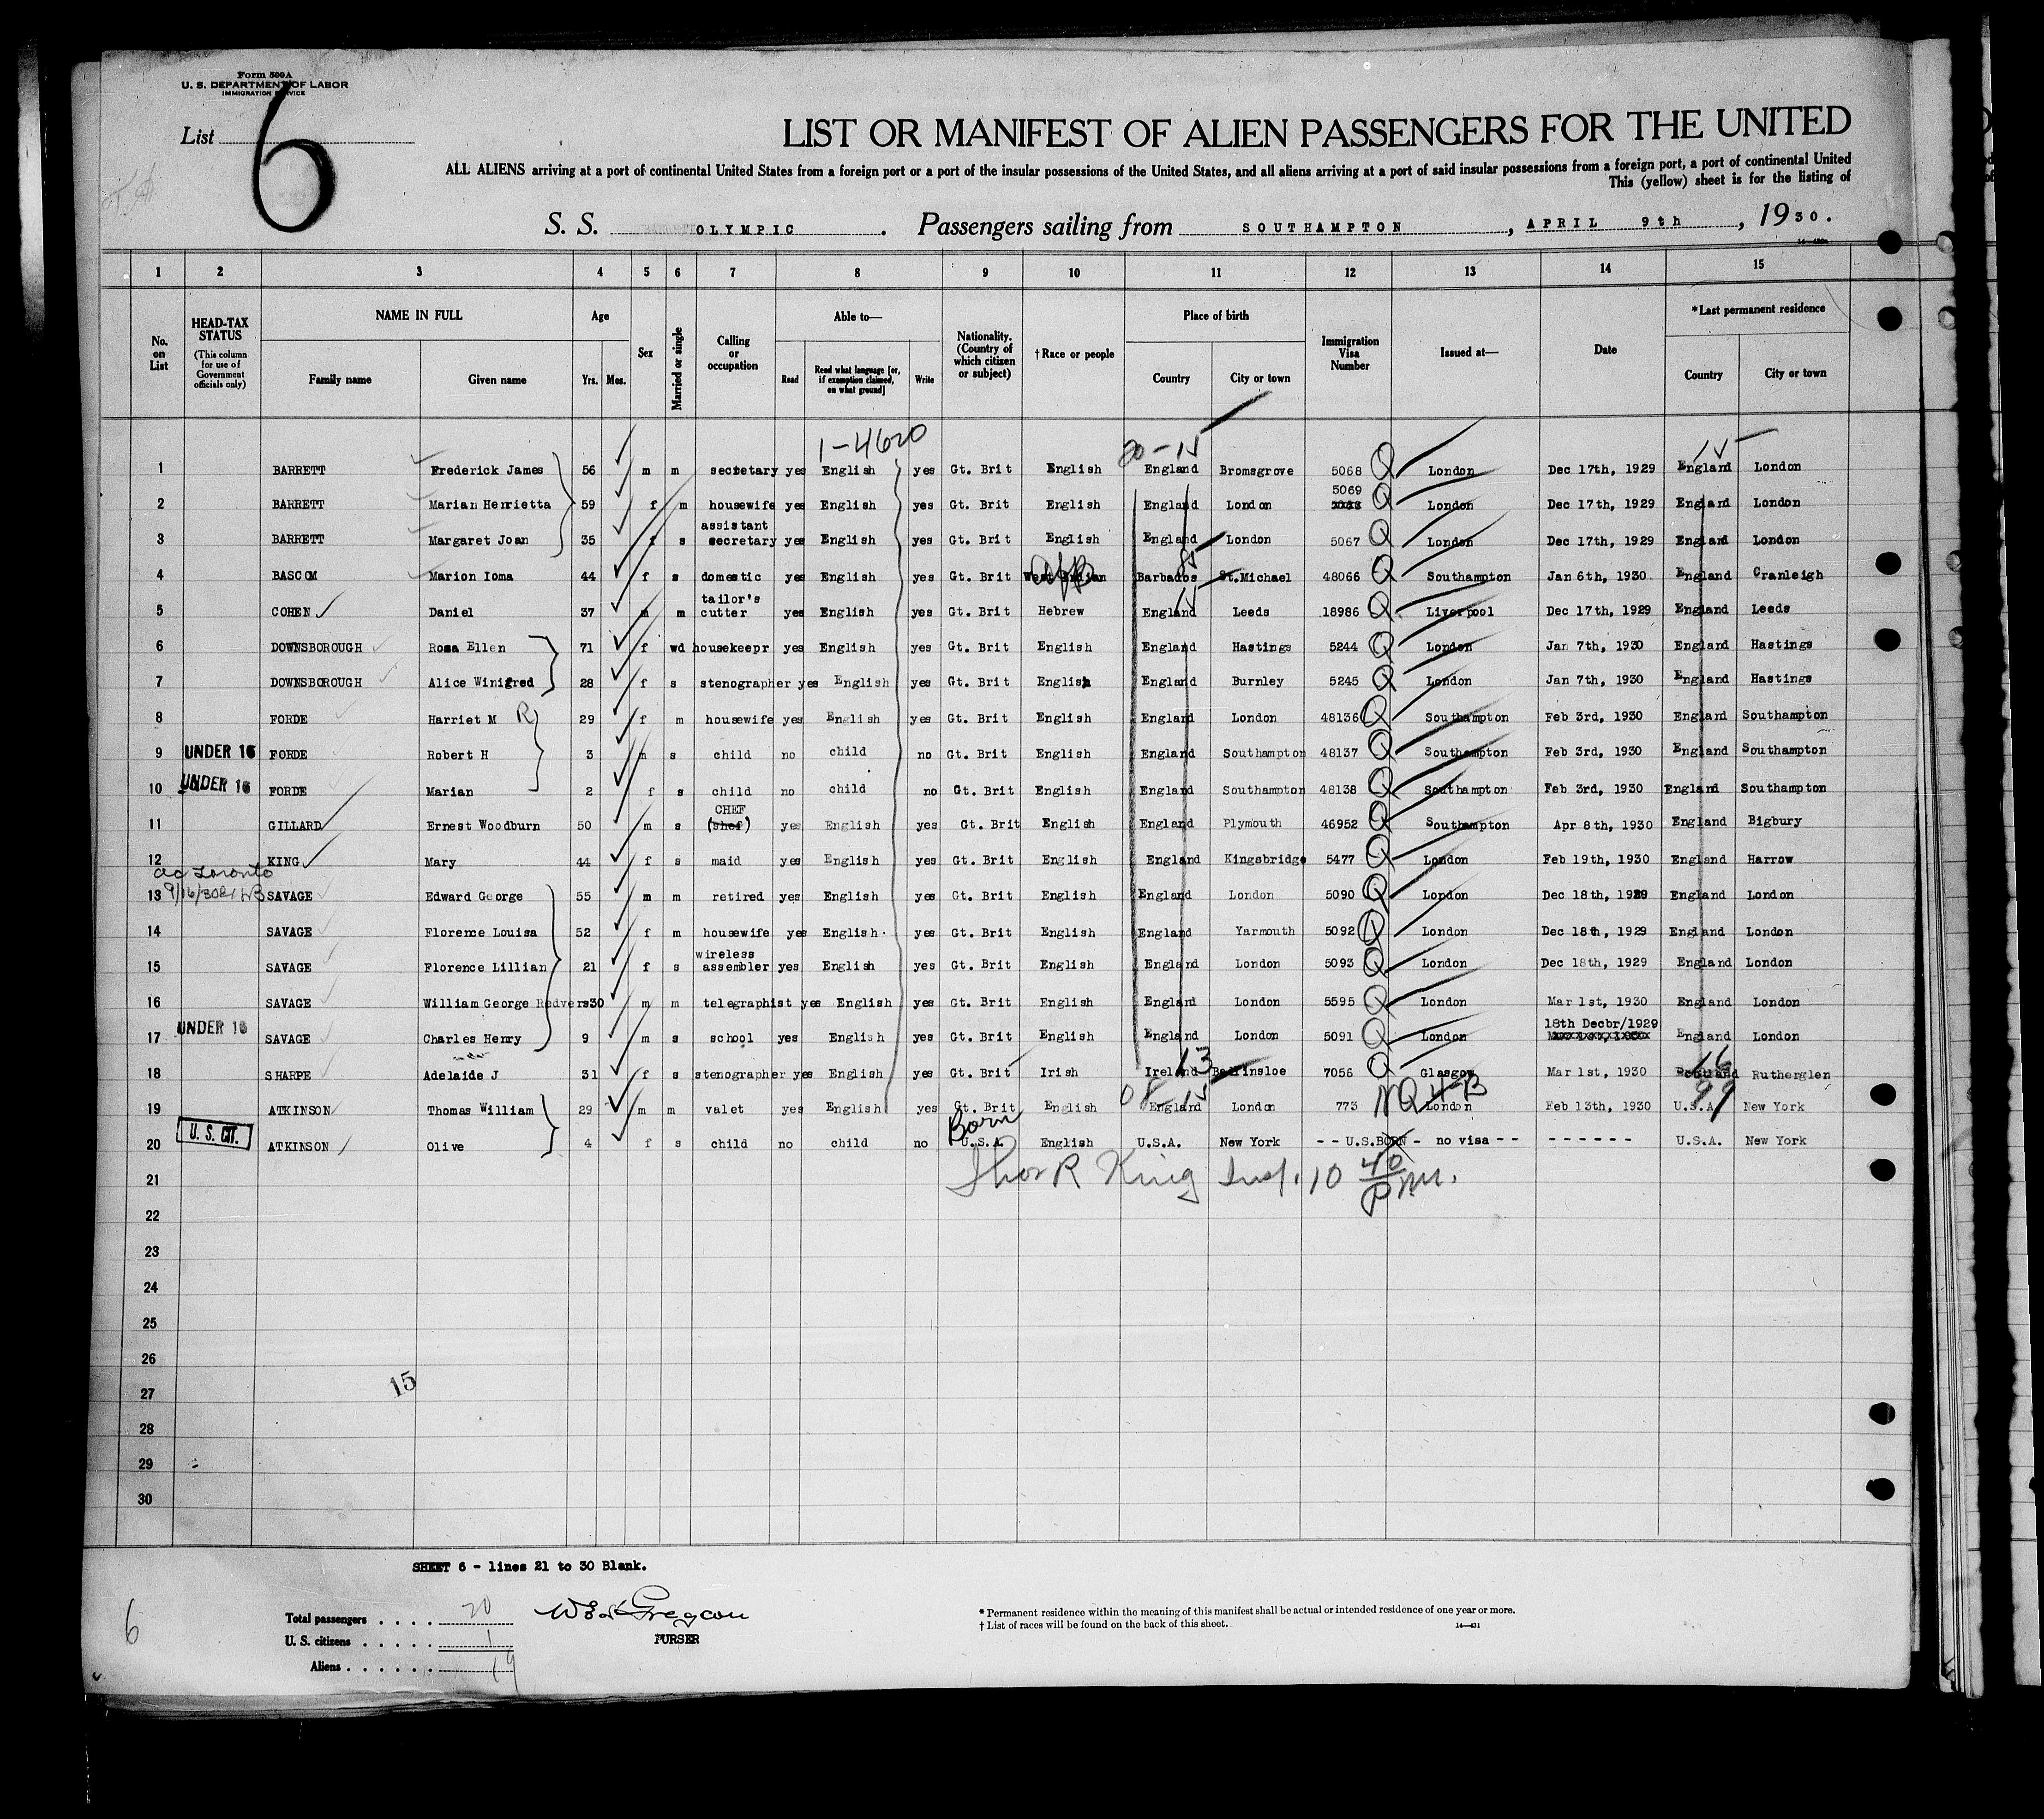 Form 500A
U. S. DEPARTMENT OF LABOR
IMMIGRATION SERVICE
List 6
LIST OR MANIFEST OF ALIEN PASSENGERS FOR THE UNITED
ALL ALIENS arriving at a port of continental United States from a foreign port or a port of the insular possessions of the United States, and all aliens arriving at a port of said insular possessions from a foreign port, a port of continental United
This (yellow) sheet is for the listing of
S. S. OLYMPIC . Passengers sailing from SOUTHAMPTON , APRIL 9th , 1930.
1 2 3 4 5 6 7 8 9 10 11 12 13 14 15
No. on List
HEAD-TAX STATUS (This column for use of Government officials only)
NAME IN FULL Family name Given name
Age Yrs. Mos.
Sex
Married or single
Calling or occupation
Able to— Read Read what language [or, if exemption claimed, on what ground] Write
Nationality. (Country of which citizen or subject)
† Race or people
Place of birth Country City or town
Immigration Visa Number
Issued at—
Date
*Last permanent residence Country City or town
1-4620 20-15 15
1 BARRETT Frederick James 56 m m secretary yes English yes Gt. Brit English England Bromsgrove 5068 Q London Dec 17th, 1929 England London
2 BARRETT Marian Henrietta 59 f m housewife yes English yes Gt. Brit English England London 5069 Q London Dec 17th, 1929 England London
3 BARRETT Margaret Joan 35 f s assistant secretary yes English yes Gt. Brit English England London 5067 Q London Dec 17th, 1929 England London
4 BASCOM Marion Ioma 44 f s domestic yes English yes Gt. Brit West Indian Barbados St.Michael 48066 Q Southampton Jan 6th, 1930 England Cranleigh
5 COHEN Daniel 37 m m tailor's cutter yes English yes Gt. Brit Hebrew England Leeds 18986 Q Liverpool Dec 17th, 1929 England Leeds
6 DOWNSBOROUGH Rosa Ellen 71 f wd housekeepr yes English yes Gt. Brit English England Hastings 5244 Q London Jan 7th, 1930 England Hastings
7 DOWNSBOROUGH Alice Winifred 28 f s stenographer yes English yes Gt. Brit English England Burnley 5245 Q London Jan 7th, 1930 England Hastings
8 FORDE Harriet M R 29 f m housewife yes English yes Gt. Brit English England London 48136 Q Southampton Feb 3rd, 1930 England Southampton
9 UNDER 16 FORDE Robert H 3 m s child no child no Gt. Brit English England Southampton 48137 Q Southampton Feb 3rd, 1930 England Southampton
10 UNDER 16 FORDE Marian 2 f s child no child no Gt. Brit English England Southampton 48138 Q Southampton Feb 3rd, 1930 England Southampton
11 GILLARD Ernest Woodburn 50 m s CHEF (shef) yes English yes Gt. Brit English England Plymouth 46952 Q Southampton Apr 8th, 1930 England Bigbury
12 KING Mary 44 f s maid yes English yes Gt. Brit English England Kingsbridge 5477 Q London Feb 19th, 1930 England Harrow
Toronto
13 SAVAGE Edward George 55 m m retired yes English yes Gt. Brit English England London 5090 Q London Dec 18th, 1929 England London
14 SAVAGE Florence Louisa 52 f m housewife yes English yes Gt. Brit English England Yarmouth 5092 Q London Dec 18th, 1929 England London
15 SAVAGE Florence Lillian 21 f s wireless assembler yes English yes Gt. Brit English England London 5093 Q London Dec 18th, 1929 England London
16 SAVAGE William George Redvers 30 m m telegraphist yes English yes Gt. Brit English England London 5595 Q London Mar 1st, 1930 England London
17 UNDER 16 SAVAGE Charles Henry 9 m s school yes English yes Gt. Brit English England London 5091 Q London 18th Decbr/1929 England London
18 SHARPE Adelaide J 31 f s stenographer yes English yes Gt. Brit Irish Ireland Ballinsloe 7056 Q Glasgow Mar 1st, 1930 Scotland Rutherglen
19 ATKINSON Thomas William 29 m m valet yes English yes Gt. Brit English England London 773 NQ 4-B London Feb 13th, 1930 U.S.A. New York
20 U. S. CIT. ATKINSON Olive 4 f s child no child no Born U.S.A. English U.S.A. New York -- U.S.BORN - no visa -- ------ U.S.A. New York
21 King Insp. 10 40 P.M.
22
23
24
25
26
27
15
28
29
30
SHEET 6 - lines 21 to 30 Blank.
Total passengers . . . . 20
U. S. citizens . . . . . 1
Aliens . . . . . . 19
PURSER
6
* Permanent residence within the meaning of this manifest shall be actual or intended residence of one year or more.
† List of races will be found on the back of this sheet.
14—431